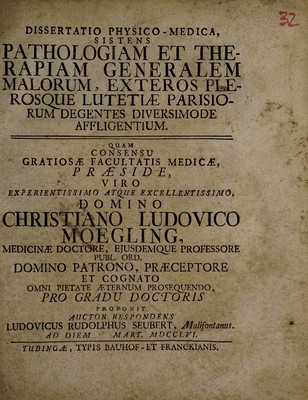 32
DISSERTATIO PHYSICO-MEDICA,
SISTENS
PATHOLOGIAM ET THE-
RAPIAM GENERALEM
MALORUM, EXTEROS PLE-
ROSQUE LUTETIÆ PARISIO-
RUM DEGENTES DIVERSIMODE
AFFLIGENTIUM.
QUAM
CONSENSU
GRATIOSÆ FACULTATIS MEDICÆ,
PRÆSIDE,
VIRO
EXPERIENTISSIMO ATQUE EXCELLENTISSIMO,
DOMINO
CHRISTIANO LUDOVICO
MOEGLING,
MEDICINÆ DOCTORE, EJUSDEMQUE PROFESSORE
PUBL. ORD.
DOMINO PATRONO, PRÆCEPTORE
ET COGNATO
OMNI PIETATE ÆTERNUM PROSEQUENDO,
PRO GRADU DOCTORIS
PROPONIT
AUCTOR RESPONDENS
LUDOVICUS RUDOLPHUS SEUBERT, Malifontanus.
AD DIEM MART. MDCCLVI.
TUBINGÆ, TYPIS BAUHOF- ET FRANCKIANIS.